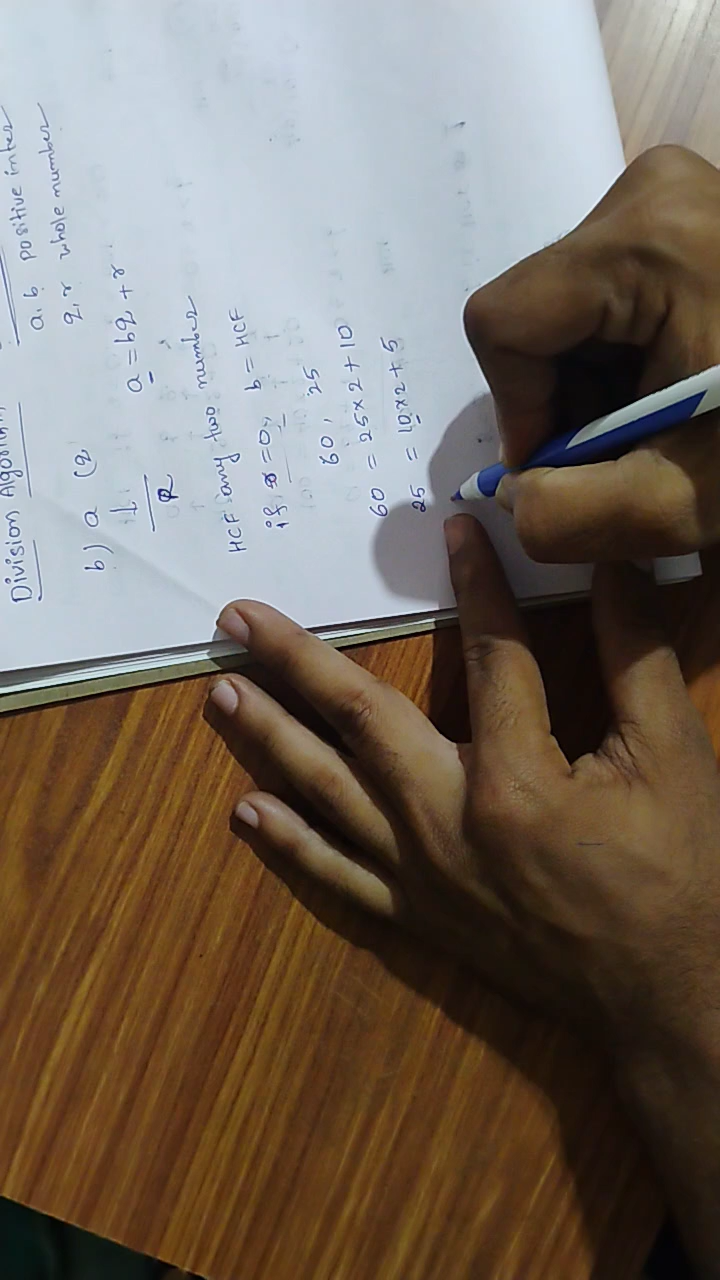 Division Algorithm
a, b positive inter
q, r whole number
b) a (q
a = bq + r
R
HCF any two number
if r = 0, b = HCF
60, 25
60 = 25 x 2 + 10
25 = 10 x 2 + 5